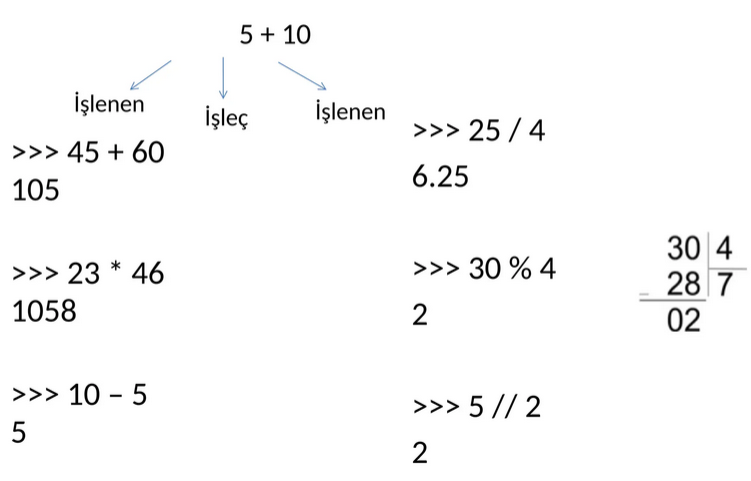 5 + 10
İşlenen
İşleç
İşlenen
>>> 45 + 60
105
>>> 23 * 46
1058
>>> 10 – 5
5
>>> 25 / 4
6.25
>>> 30 % 4
2
>>> 5 // 2
2
30 4
– 28 7
02